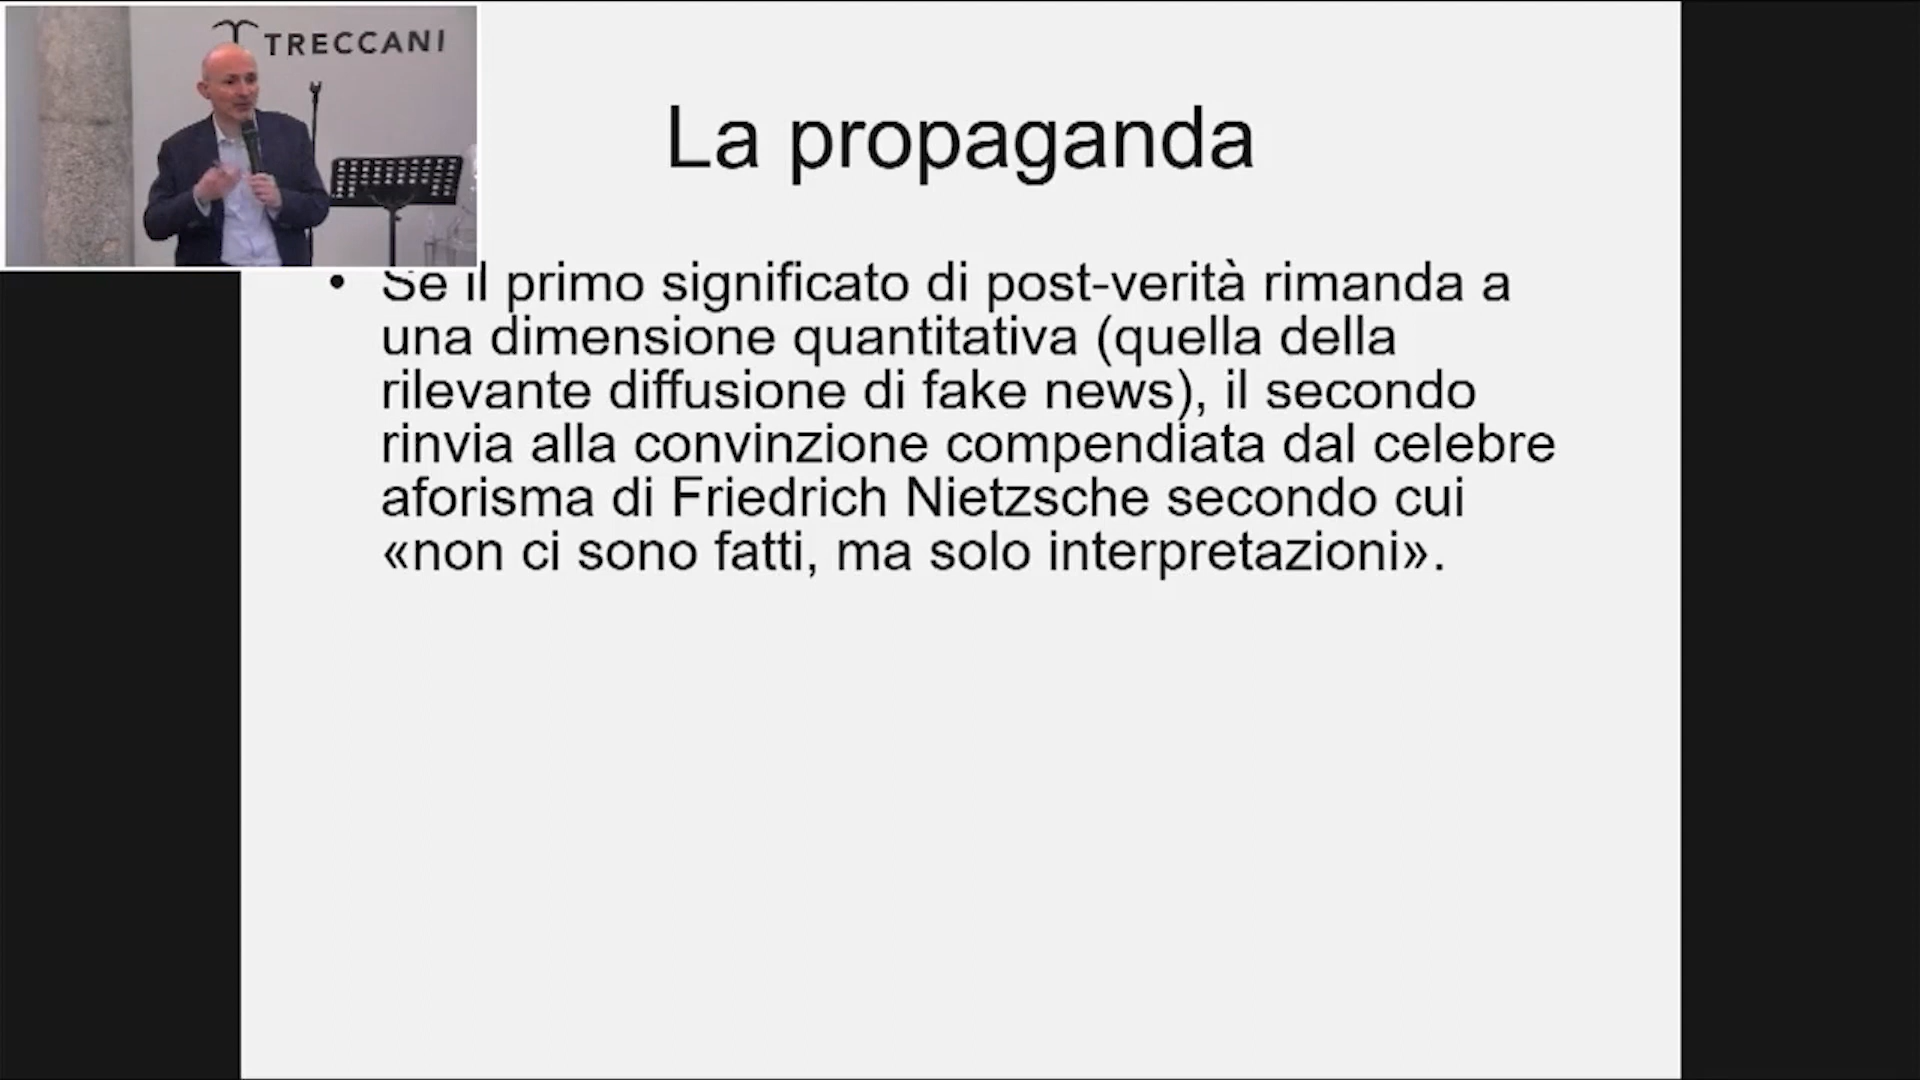 TRECCANI
La propaganda
• Se il primo significato di post-verità rimanda a
una dimensione quantitativa (quella della
rilevante diffusione di fake news), il secondo
rinvia alla convinzione compendiata dal celebre
aforisma di Friedrich Nietzsche secondo cui
«non ci sono fatti, ma solo interpretazioni».